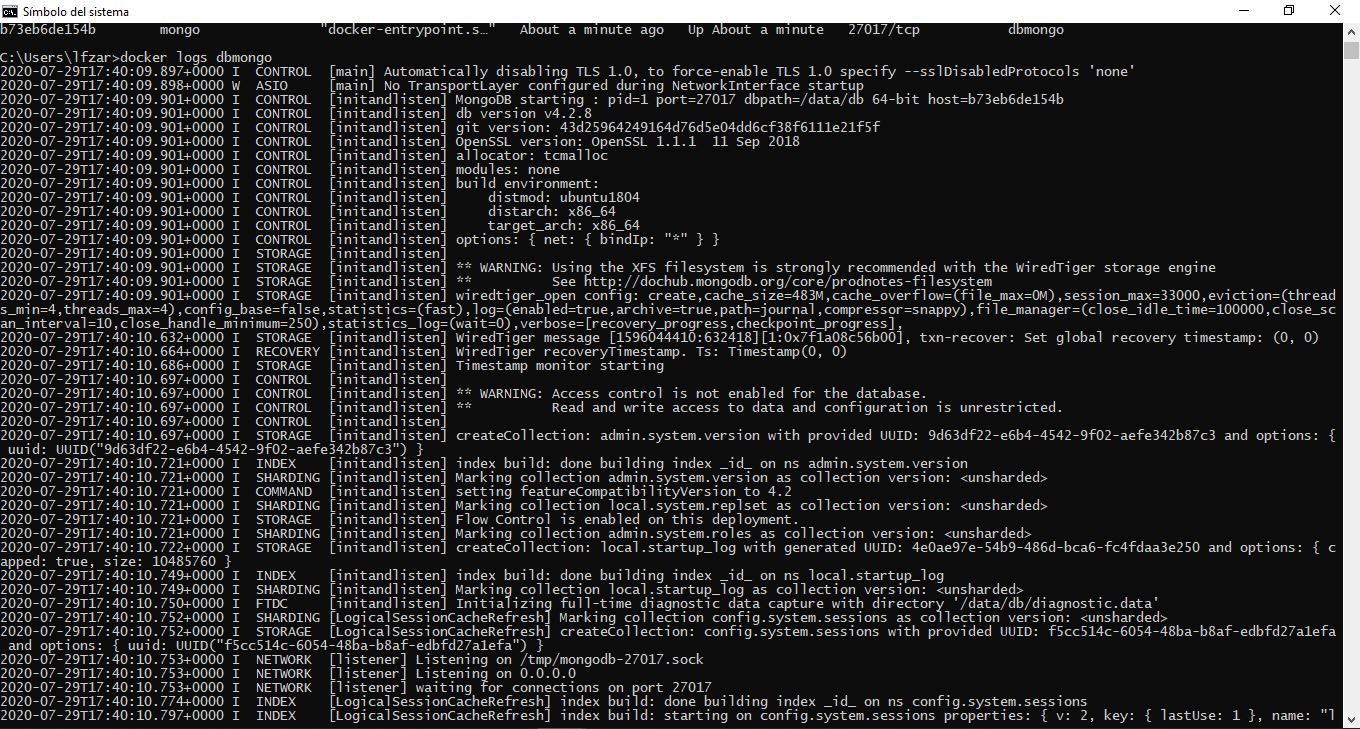 Símbolo del sistema
b73eb6de154b        mongo               "docker-entrypoint.s…"   About a minute ago   Up About a minute   27017/tcp           dbmongo
C:\Users\lfzar>docker logs dbmongo
2020-07-29T17:40:09.897+0000 I  CONTROL  [main] Automatically disabling TLS 1.0, to force-enable TLS 1.0 specify --sslDisabledProtocols 'none'
2020-07-29T17:40:09.898+0000 W  ASIO     [main] No TransportLayer configured during NetworkInterface startup
2020-07-29T17:40:09.901+0000 I  CONTROL  [initandlisten] MongoDB starting : pid=1 port=27017 dbpath=/data/db 64-bit host=b73eb6de154b
2020-07-29T17:40:09.901+0000 I  CONTROL  [initandlisten] db version v4.2.8
2020-07-29T17:40:09.901+0000 I  CONTROL  [initandlisten] git version: 43d25964249164d76d5e04dd6cf38f6111e21f5f
2020-07-29T17:40:09.901+0000 I  CONTROL  [initandlisten] OpenSSL version: OpenSSL 1.1.1  11 Sep 2018
2020-07-29T17:40:09.901+0000 I  CONTROL  [initandlisten] allocator: tcmalloc
2020-07-29T17:40:09.901+0000 I  CONTROL  [initandlisten] modules: none
2020-07-29T17:40:09.901+0000 I  CONTROL  [initandlisten] build environment:
2020-07-29T17:40:09.901+0000 I  CONTROL  [initandlisten]     distmod: ubuntu1804
2020-07-29T17:40:09.901+0000 I  CONTROL  [initandlisten]     distarch: x86_64
2020-07-29T17:40:09.901+0000 I  CONTROL  [initandlisten]     target_arch: x86_64
2020-07-29T17:40:09.901+0000 I  CONTROL  [initandlisten] options: { net: { bindIp: "*" } }
2020-07-29T17:40:09.901+0000 I  STORAGE  [initandlisten]
2020-07-29T17:40:09.901+0000 I  STORAGE  [initandlisten] ** WARNING: Using the XFS filesystem is strongly recommended with the WiredTiger storage engine
2020-07-29T17:40:09.901+0000 I  STORAGE  [initandlisten] **          See http://dochub.mongodb.org/core/prodnotes-filesystem
2020-07-29T17:40:09.901+0000 I  STORAGE  [initandlisten] wiredtiger_open config: create,cache_size=483M,cache_overflow=(file_max=0M),session_max=33000,eviction=(thread
s_min=4,threads_max=4),config_base=false,statistics=(fast),log=(enabled=true,archive=true,path=journal,compressor=snappy),file_manager=(close_idle_time=100000,close_sc
an_interval=10,close_handle_minimum=250),statistics_log=(wait=0),verbose=[recovery_progress,checkpoint_progress],
2020-07-29T17:40:10.632+0000 I  STORAGE  [initandlisten] WiredTiger message [1596044410:632418][1:0x7f1a08c56b00], txn-recover: Set global recovery timestamp: (0, 0)
2020-07-29T17:40:10.664+0000 I  RECOVERY [initandlisten] WiredTiger recoveryTimestamp. Ts: Timestamp(0, 0)
2020-07-29T17:40:10.686+0000 I  STORAGE  [initandlisten] Timestamp monitor starting
2020-07-29T17:40:10.697+0000 I  CONTROL  [initandlisten]
2020-07-29T17:40:10.697+0000 I  CONTROL  [initandlisten] ** WARNING: Access control is not enabled for the database.
2020-07-29T17:40:10.697+0000 I  CONTROL  [initandlisten] **          Read and write access to data and configuration is unrestricted.
2020-07-29T17:40:10.697+0000 I  CONTROL  [initandlisten]
2020-07-29T17:40:10.697+0000 I  STORAGE  [initandlisten] createCollection: admin.system.version with provided UUID: 9d63df22-e6b4-4542-9f02-aefe342b87c3 and options: {
 uuid: UUID("9d63df22-e6b4-4542-9f02-aefe342b87c3") }
2020-07-29T17:40:10.721+0000 I  INDEX    [initandlisten] index build: done building index _id_ on ns admin.system.version
2020-07-29T17:40:10.721+0000 I  SHARDING [initandlisten] Marking collection admin.system.version as collection version: <unsharded>
2020-07-29T17:40:10.721+0000 I  COMMAND  [initandlisten] setting featureCompatibilityVersion to 4.2
2020-07-29T17:40:10.721+0000 I  SHARDING [initandlisten] Marking collection local.system.replset as collection version: <unsharded>
2020-07-29T17:40:10.721+0000 I  STORAGE  [initandlisten] Flow Control is enabled on this deployment.
2020-07-29T17:40:10.721+0000 I  SHARDING [initandlisten] Marking collection admin.system.roles as collection version: <unsharded>
2020-07-29T17:40:10.722+0000 I  STORAGE  [initandlisten] createCollection: local.startup_log with generated UUID: 4e0ae97e-54b9-486d-bca6-fc4fdaa3e250 and options: { c
apped: true, size: 10485760 }
2020-07-29T17:40:10.749+0000 I  INDEX    [initandlisten] index build: done building index _id_ on ns local.startup_log
2020-07-29T17:40:10.749+0000 I  SHARDING [initandlisten] Marking collection local.startup_log as collection version: <unsharded>
2020-07-29T17:40:10.750+0000 I  FTDC     [initandlisten] Initializing full-time diagnostic data capture with directory '/data/db/diagnostic.data'
2020-07-29T17:40:10.752+0000 I  SHARDING [LogicalSessionCacheRefresh] Marking collection config.system.sessions as collection version: <unsharded>
2020-07-29T17:40:10.752+0000 I  STORAGE  [LogicalSessionCacheRefresh] createCollection: config.system.sessions with provided UUID: f5cc514c-6054-48ba-b8af-edbfd27a1efa
 and options: { uuid: UUID("f5cc514c-6054-48ba-b8af-edbfd27a1efa") }
2020-07-29T17:40:10.753+0000 I  NETWORK  [listener] Listening on /tmp/mongodb-27017.sock
2020-07-29T17:40:10.753+0000 I  NETWORK  [listener] Listening on 0.0.0.0
2020-07-29T17:40:10.753+0000 I  NETWORK  [listener] waiting for connections on port 27017
2020-07-29T17:40:10.774+0000 I  INDEX    [LogicalSessionCacheRefresh] index build: done building index _id_ on ns config.system.sessions
2020-07-29T17:40:10.797+0000 I  INDEX    [LogicalSessionCacheRefresh] index build: starting on config.system.sessions properties: { v: 2, key: { lastUse: 1 }, name: "l